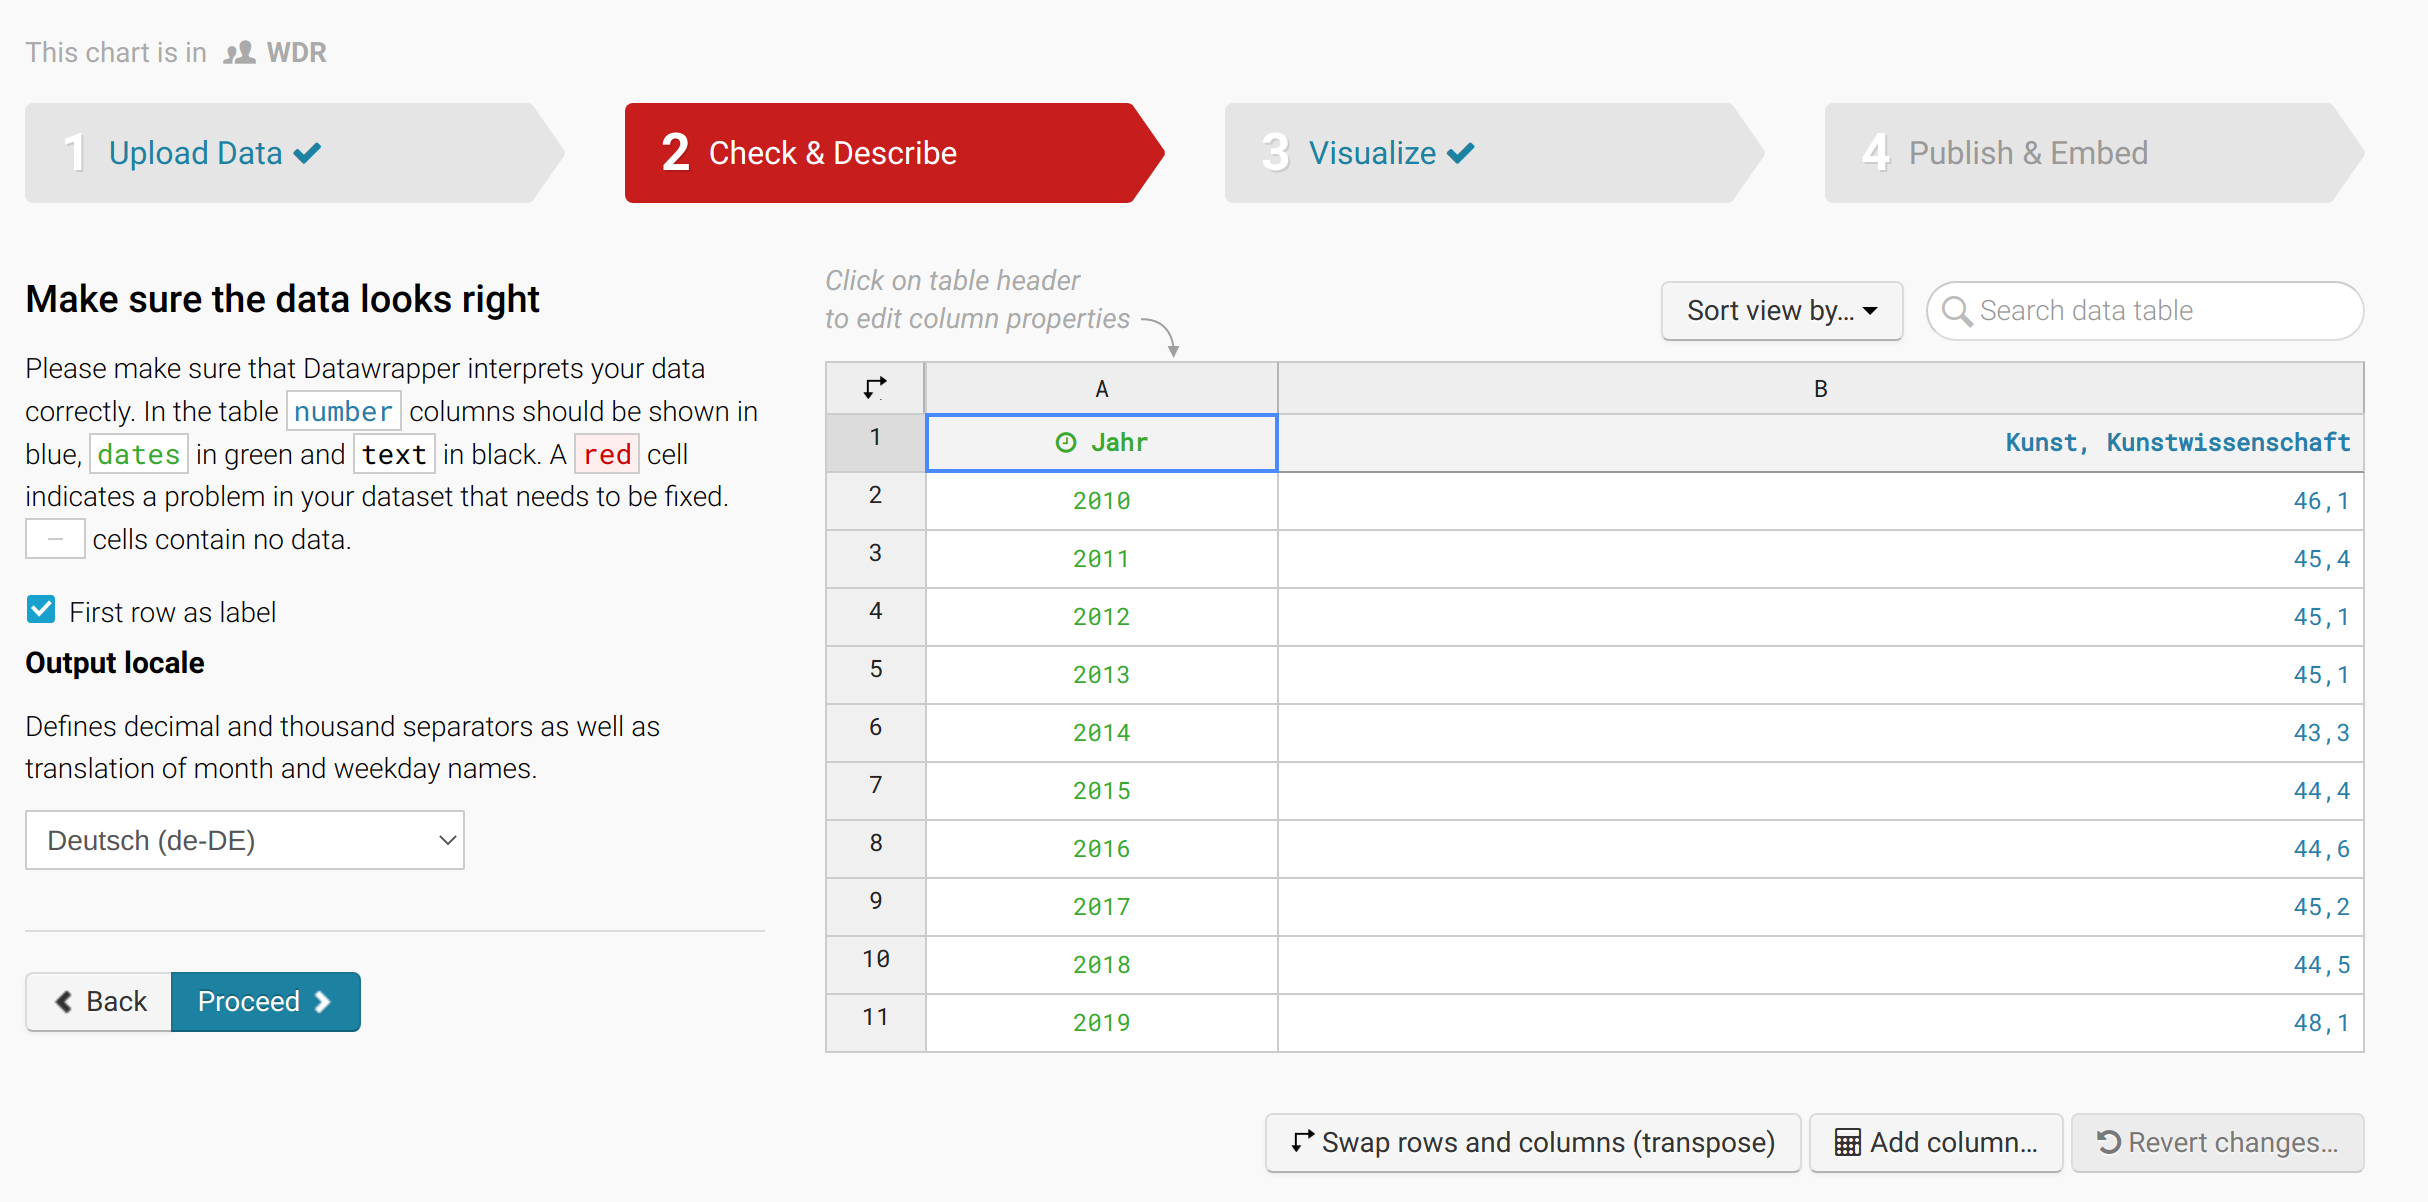 This chart is in WDR
1 Upload Data
2 Check & Describe
3 Visualize
4 Publish & Embed
Make sure the data looks right
Please make sure that Datawrapper interprets your data
correctly. In the table number columns should be shown in
blue, dates in green and text in black. A red cell
indicates a problem in your dataset that needs to be fixed.
– cells contain no data.
First row as label
Output locale
Defines decimal and thousand separators as well as
translation of month and weekday names.
Deutsch (de-DE)
Back Proceed
Click on table header
to edit column properties
Sort view by...
Search data table
A B
1 Jahr Kunst, Kunstwissenschaft
2 2010 46,1
3 2011 45,4
4 2012 45,1
5 2013 45,1
6 2014 43,3
7 2015 44,4
8 2016 44,6
9 2017 45,2
10 2018 44,5
11 2019 48,1
Swap rows and columns (transpose) Add column... Revert changes...